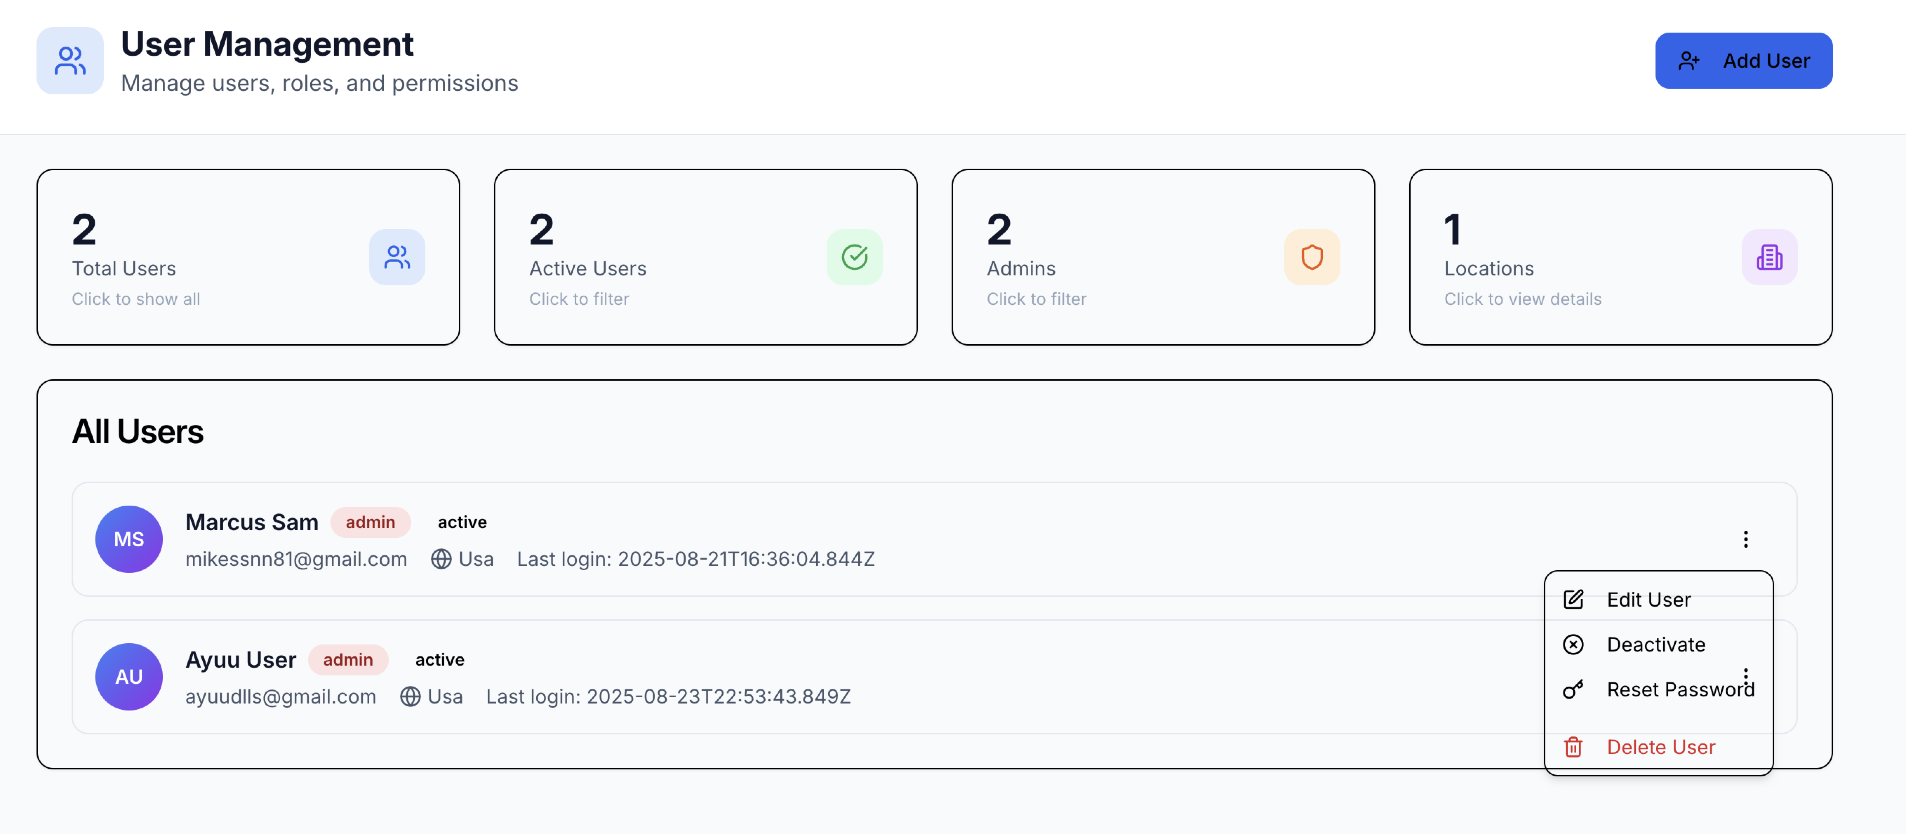 User Management
Manage users, roles, and permissions
Add User
2
Total Users
Click to show all
2
Active Users
Click to filter
2
Admins
Click to filter
1
Locations
Click to view details
All Users
MS
Marcus Sam admin active
mikessnn81@gmail.com Usa Last login: 2025-08-21T16:36:04.844Z
AU
Ayuu User admin active
ayuudlls@gmail.com Usa Last login: 2025-08-23T22:53:43.849Z
Edit User
Deactivate
Reset Password
Delete User